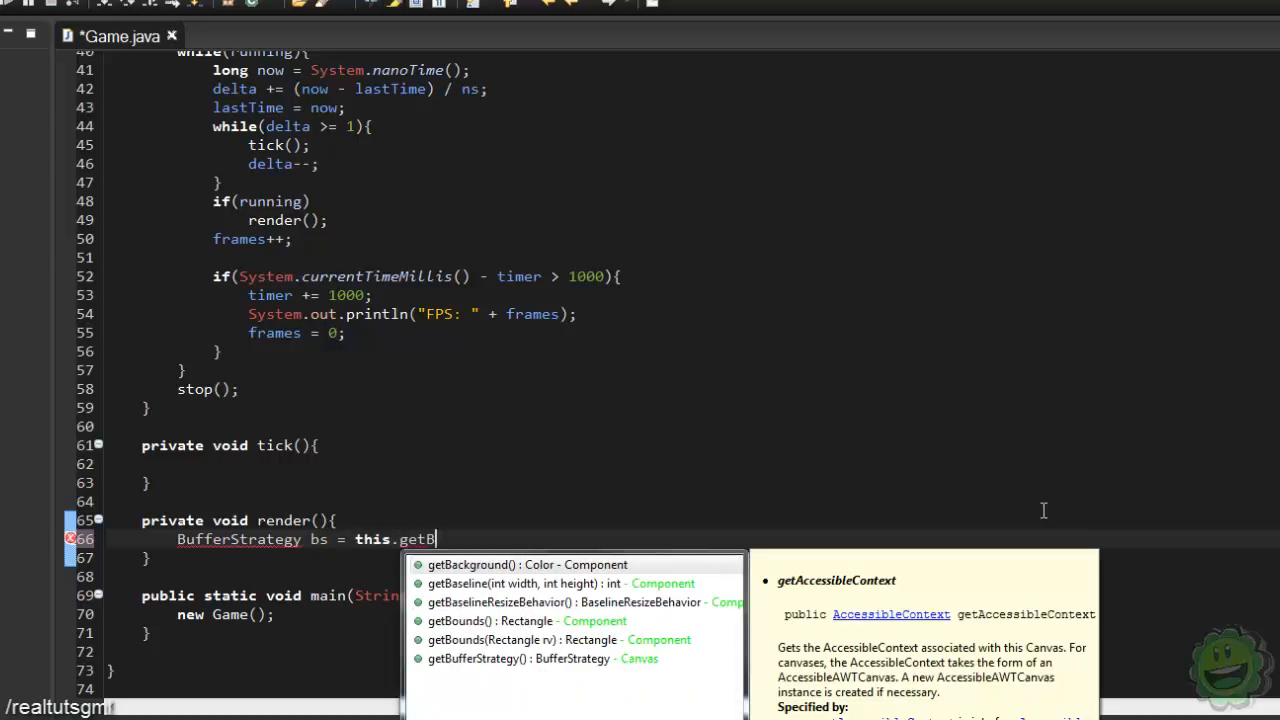 *Game.java
40 while(running){
41 long now = System.nanoTime();
42 delta += (now - lastTime) / ns;
43 lastTime = now;
44 while(delta >= 1){
45 tick();
46 delta--;
47 }
48 if(running)
49 render();
50 frames++;
51
52 if(System.currentTimeMillis() - timer > 1000){
53 timer += 1000;
54 System.out.println("FPS: " + frames);
55 frames = 0;
56 }
57 }
58 stop();
59 }
60
61 private void tick(){
62
63 }
64
65 private void render(){
66 BufferStrategy bs = this.getB
67 }
68
69 public static void main(Strin
70 new Game();
71 }
72
73 }
74
getBackground() : Color - Component
getBaseline(int width, int height) : int - Component
getBaselineResizeBehavior() : BaselineResizeBehavior - Comp
getBounds() : Rectangle - Component
getBounds(Rectangle rv) : Rectangle - Component
getBufferStrategy() : BufferStrategy - Canvas
getAccessibleContext
public AccessibleContext getAccessibleContext
Gets the AccessibleContext associated with this Canvas. For
canvases, the AccessibleContext takes the form of an
AccessibleAWTCanvas. A new AccessibleAWTCanvas
instance is created if necessary.
Specified by: